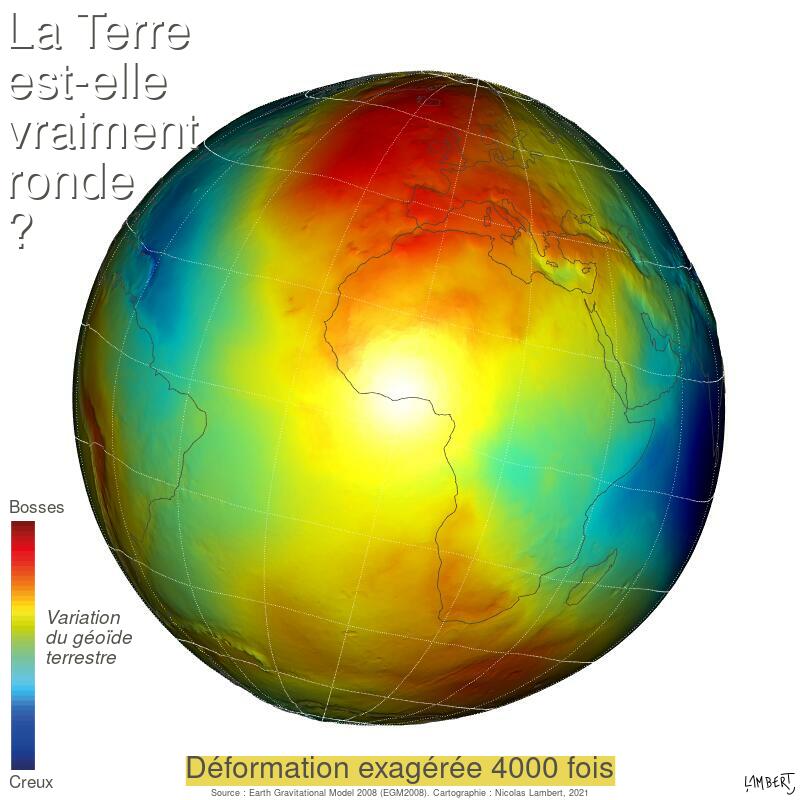 La Terre
est-elle
vraiment
ronde
?
Bosses
Variation
du géoïde
terrestre
Creux
Déformation exagérée 4000 fois
Source : Earth Gravitational Model 2008 (EGM2008). Cartographie : Nicolas Lambert, 2021
LAMBERT